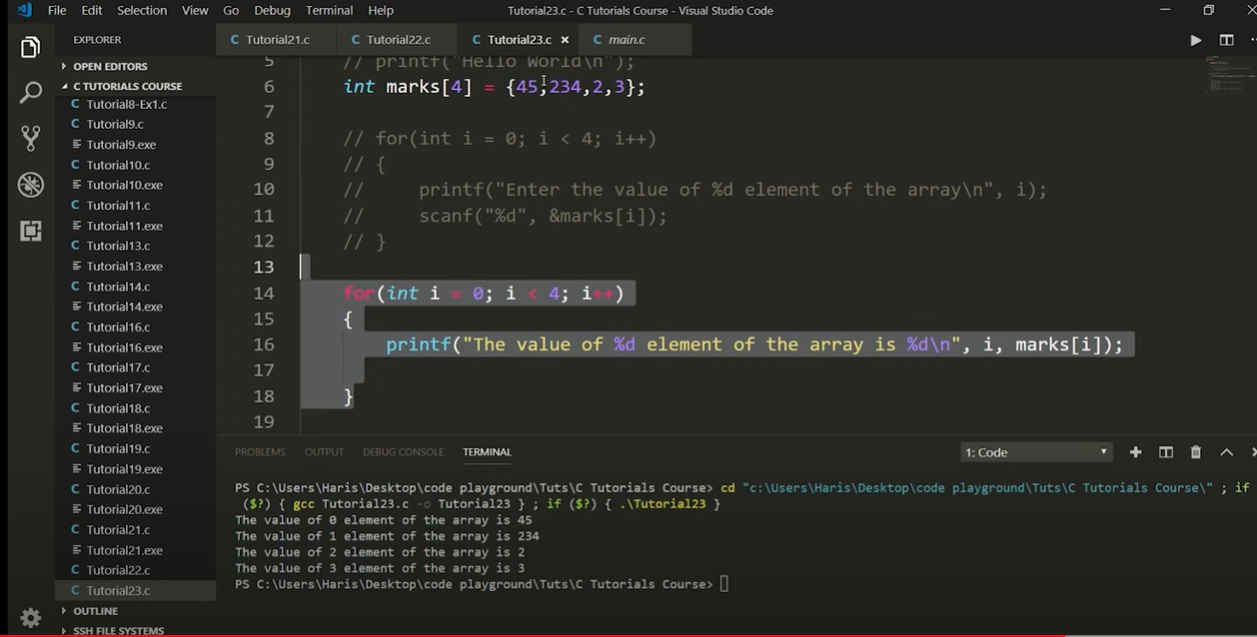 File Edit Selection View Go Debug Terminal Help
Tutorial23.c - C Tutorials Course - Visual Studio Code
EXPLORER
OPEN EDITORS
C TUTORIALS COURSE
C Tutorial8-Ex1.c
C Tutorial9.c
Tutorial9.exe
C Tutorial10.c
Tutorial10.exe
C Tutorial11.c
Tutorial11.exe
C Tutorial13.c
Tutorial13.exe
C Tutorial14.c
Tutorial14.exe
C Tutorial16.c
Tutorial16.exe
C Tutorial17.c
Tutorial17.exe
C Tutorial18.c
Tutorial18.exe
C Tutorial19.c
Tutorial19.exe
C Tutorial20.c
Tutorial20.exe
C Tutorial21.c
Tutorial21.exe
C Tutorial22.c
C Tutorial23.c
OUTLINE
SSH FILE SYSTEMS
C Tutorial21.c C Tutorial22.c C Tutorial23.c × C main.c
5 // printf("Hello World\n");
6 int marks[4] = {45,234,2,3};
7
8 // for(int i = 0; i < 4; i++)
9 // {
10 // printf("Enter the value of %d element of the array\n", i);
11 // scanf("%d", &marks[i]);
12 // }
13
14 for(int i = 0; i < 4; i++)
15 {
16 printf("The value of %d element of the array is %d\n", i, marks[i]);
17
18 }
19
PROBLEMS OUTPUT DEBUG CONSOLE TERMINAL 1: Code
PS C:\Users\Haris\Desktop\code playground\Tuts\C Tutorials Course> cd "c:\Users\Haris\Desktop\code playground\Tuts\C Tutorials Course\" ; if
($?) { gcc Tutorial23.c -o Tutorial23 } ; if ($?) { .\Tutorial23 }
The value of 0 element of the array is 45
The value of 1 element of the array is 234
The value of 2 element of the array is 2
The value of 3 element of the array is 3
PS C:\Users\Haris\Desktop\code playground\Tuts\C Tutorials Course>